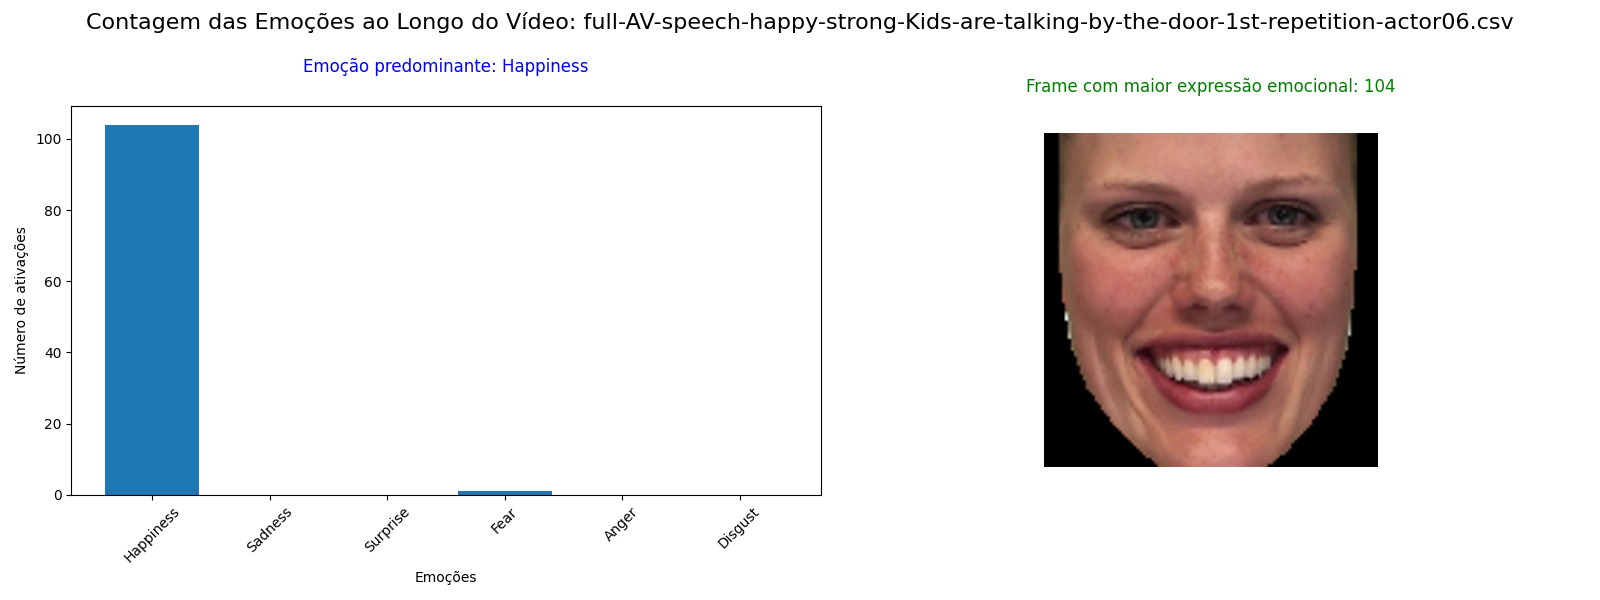 Contagem das Emoções ao Longo do Vídeo: full-AV-speech-happy-strong-Kids-are-talking-by-the-door-1st-repetition-actor06.csv
Emoção predominante: Happiness
Número de ativações
100
80
60
40
20
0
Happiness
Sadness
Surprise
Fear
Anger
Disgust
Emoções
Frame com maior expressão emocional: 104